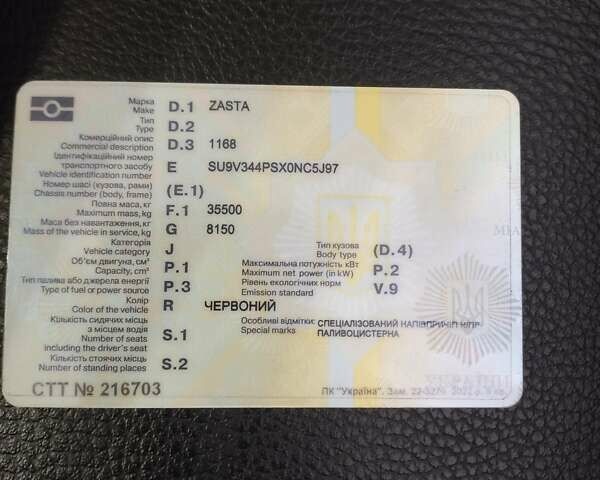 Марка D.1 ZASTA
Make
Тип D.2
Type
Комерційний опис D.3 1168
Commercial description
Ідентифікаційний номер
транспортного засобу E SU9V344PSX0NC5J97
Vehicle identification number
Номер шасі (кузова, рами) (E.1)
Chassis number (body, frame)
Повна маса, кг F.1 35500
Maximum mass, kg
Маса без навантаження, кг G 8150
Mass of the vehicle in service, kg
Категорія J Тип кузова (D.4)
Vehicle category Body type
Об'єм двигуна, см³ P.1 Максимальна потужність кВт P.2
Capacity, cm³ Maximum net power (in kW)
Тип палива або джерела енергії P.3 Рівень екологічних норм V.9
Type of fuel or power source Emission standard
Колір R ЧЕРВОНИЙ
Color of the vehicle
Кількість сидячих місць Особливі відмітки: СПЕЦІАЛІЗОВАНИЙ НАПІВПРИЧІП Н/ПР
з місцем водія S.1 Special marks ПАЛИВОЦИСТЕРНА
Number of seats
including the driver's seat
Кількість стоячих місць S.2
Number of standing places
СТТ № 216703 ПК "Україна". Зам.